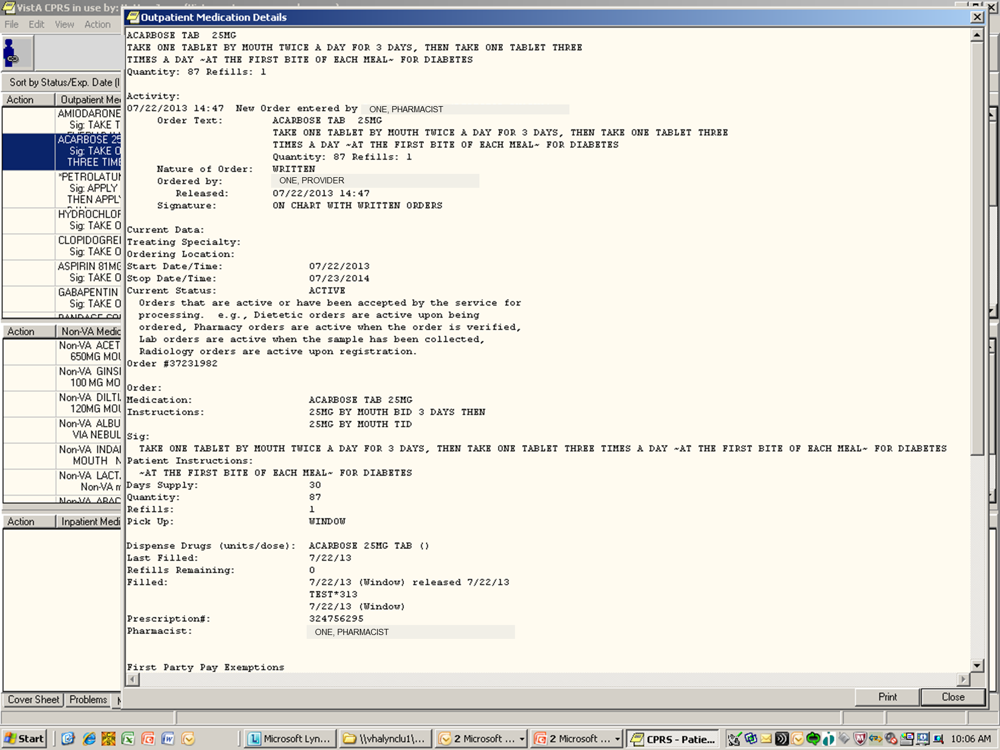 VistA CPRS in use by:
File Edit View Action
Sort by Status/Exp. Date (I
Action Outpatient Me
AMIODARONE
Sig: TAKE T
ACARBOSE 25
Sig: TAKE O
THREE TIME
*PETROLATUM
Sig: APPLY
THEN APPLY
HYDROCHLOR
Sig: TAKE O
CLOPIDOGREL
Sig: TAKE O
ASPIRIN 81MG
Sig: TAKE O
GABAPENTIN
Sig: TAKE O
Action Non-VA Medic
Non-VA ACET
650MG MOU
Non-VA GINS
100 MG MO
Non-VA DILTI
120MG MOU
Non-VA ALBU
VIA NEBUL
Non-VA INDA
MOUTH N
Non-VA LACT
Non-VA m
Non-VA ABAC
Action Inpatient Medi
Cover Sheet Problems
Outpatient Medication Details
ACARBOSE TAB 25MG
TAKE ONE TABLET BY MOUTH TWICE A DAY FOR 3 DAYS, THEN TAKE ONE TABLET THREE
TIMES A DAY ~AT THE FIRST BITE OF EACH MEAL~ FOR DIABETES
Quantity: 87 Refills: 1
Activity:
07/22/2013 14:47 New Order entered by ONE, PHARMACIST
Order Text: ACARBOSE TAB 25MG
TAKE ONE TABLET BY MOUTH TWICE A DAY FOR 3 DAYS, THEN TAKE ONE TABLET THREE
TIMES A DAY ~AT THE FIRST BITE OF EACH MEAL~ FOR DIABETES
Quantity: 87 Refills: 1
Nature of Order: WRITTEN
Ordered by: ONE, PROVIDER
Released: 07/22/2013 14:47
Signature: ON CHART WITH WRITTEN ORDERS
Current Data:
Treating Specialty:
Ordering Location:
Start Date/Time: 07/22/2013
Stop Date/Time: 07/23/2014
Current Status: ACTIVE
Orders that are active or have been accepted by the service for
processing. e.g., Dietetic orders are active upon being
ordered, Pharmacy orders are active when the order is verified,
Lab orders are active when the sample has been collected,
Radiology orders are active upon registration.
Order #37231982
Order:
Medication: ACARBOSE TAB 25MG
Instructions: 25MG BY MOUTH BID 3 DAYS THEN
25MG BY MOUTH TID
Sig:
TAKE ONE TABLET BY MOUTH TWICE A DAY FOR 3 DAYS, THEN TAKE ONE TABLET THREE TIMES A DAY ~AT THE FIRST BITE OF EACH MEAL~ FOR DIABETES
Patient Instructions:
~AT THE FIRST BITE OF EACH MEAL~ FOR DIABETES
Days Supply: 30
Quantity: 87
Refills: 1
Pick Up: WINDOW
Dispense Drugs (units/dose): ACARBOSE 25MG TAB ()
Last Filled: 7/22/13
Refills Remaining: 0
Filled: 7/22/13 (Window) released 7/22/13
TEST*313
7/22/13 (Window)
Prescription#: 324756295
Pharmacist: ONE, PHARMACIST
First Party Pay Exemptions
Print Close
Start Microsoft Lyn... \\vhalynclu1\... 2 Microsoft ... 2 Microsoft ... CPRS - Patie... 10:06 AM